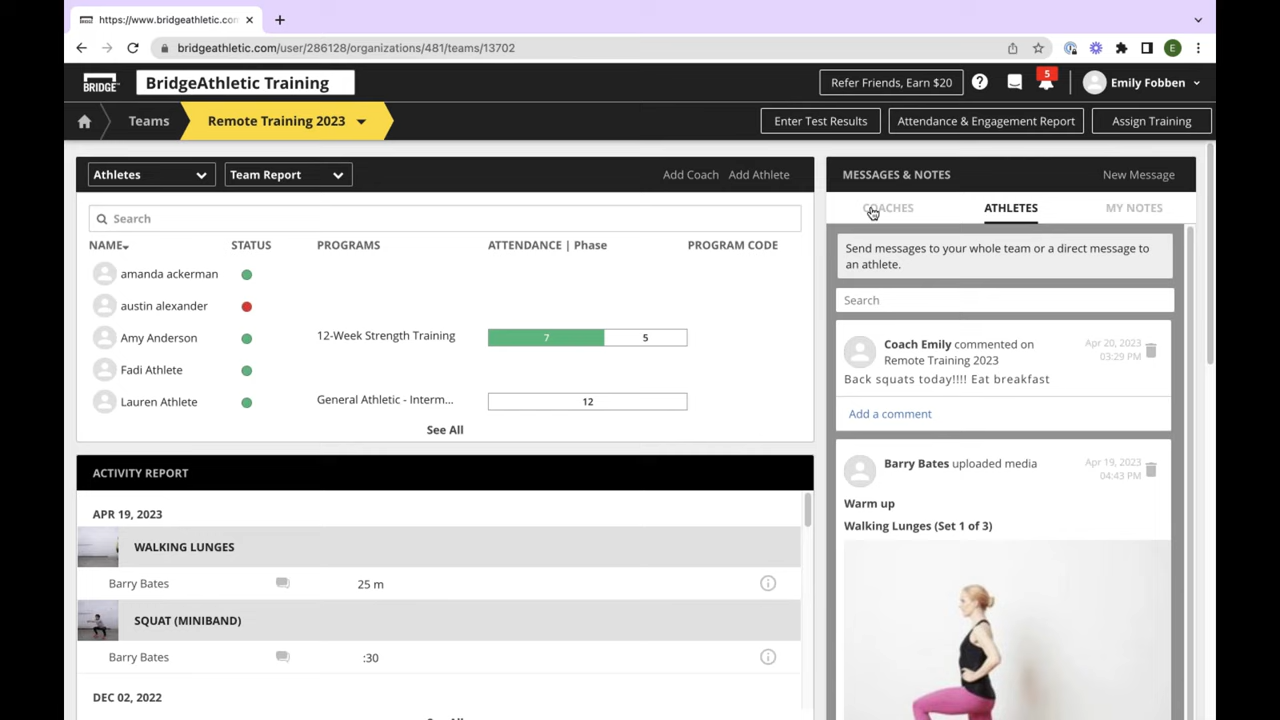 https://www.bridgeathletic.con
bridgeathletic.com/user/286128/organizations/481/teams/13702
E
BRIDGE
BridgeAthletic Training
Refer Friends, Earn $20
5
Emily Fobben
Teams
Remote Training 2023
Enter Test Results
Attendance & Engagement Report
Assign Training
Athletes
Team Report
Add Coach
Add Athlete
Search
NAME STATUS PROGRAMS ATTENDANCE | Phase PROGRAM CODE
amanda ackerman
austin alexander
Amy Anderson 12-Week Strength Training 7 5
Fadi Athlete
Lauren Athlete General Athletic - Interm... 12
See All
ACTIVITY REPORT
APR 19, 2023
WALKING LUNGES
Barry Bates 25 m
SQUAT (MINIBAND)
Barry Bates :30
DEC 02, 2022
MESSAGES & NOTES
New Message
COACHES ATHLETES MY NOTES
Send messages to your whole team or a direct message to
an athlete.
Search
Coach Emily commented on
Remote Training 2023
Apr 20, 2023
03:29 PM
Back squats today!!!! Eat breakfast
Add a comment
Barry Bates uploaded media
Apr 19, 2023
04:43 PM
Warm up
Walking Lunges (Set 1 of 3)